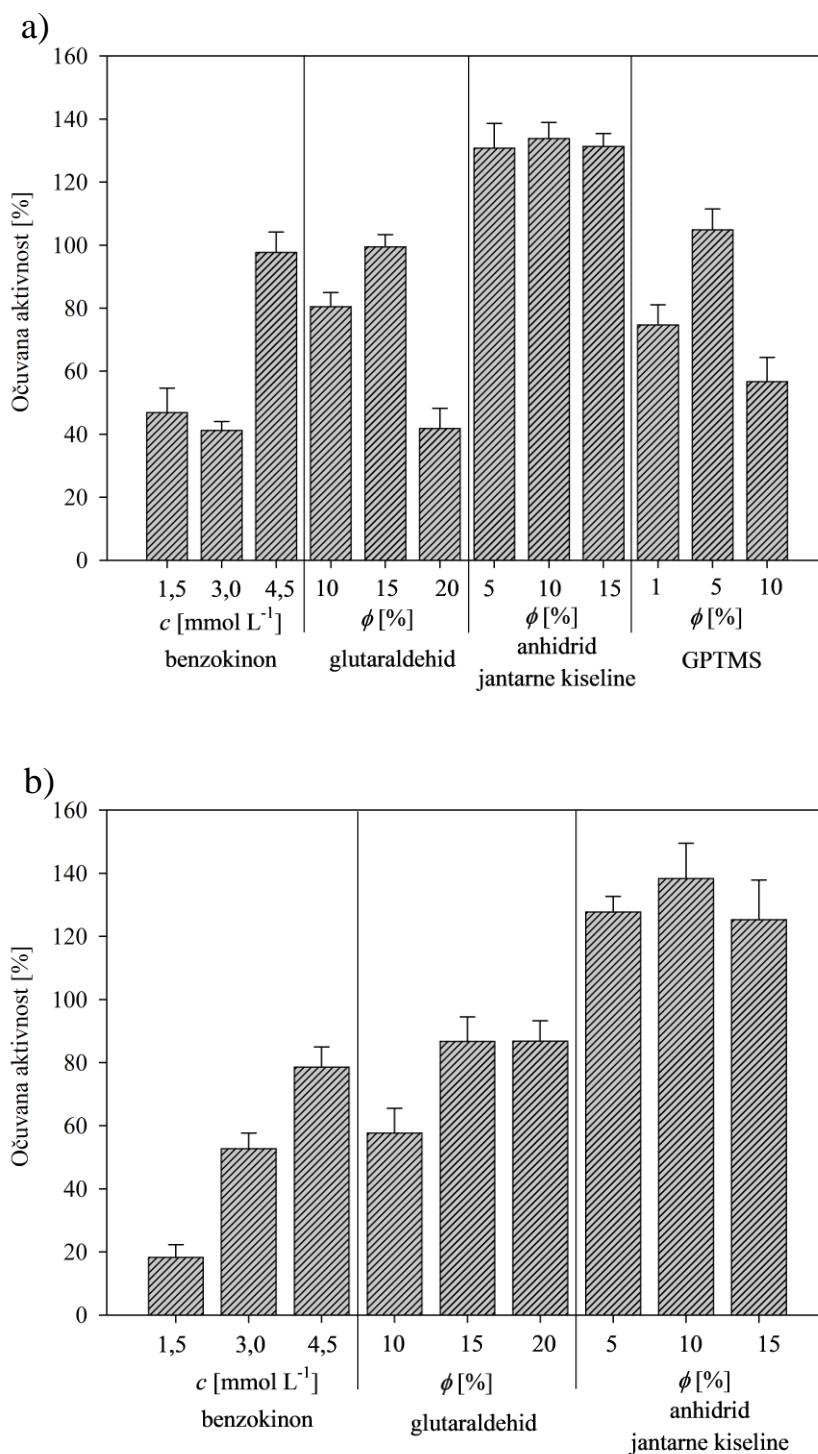 a)
160
140
120
100
80
60
40
20
0
Očuvana aktivnost [%]
1,5 3,0 4,5 10 15 20 5 10 15 1 5 10
c [mmol L⁻¹] ϕ [%] ϕ [%] ϕ [%]
benzokinon glutaraldehid anhidrid GPTMS
jantarne kiseline
b)
160
140
120
100
80
60
40
20
0
Očuvana aktivnost [%]
1,5 3,0 4,5 10 15 20 5 10 15
c [mmol L⁻¹] ϕ [%] ϕ [%]
benzokinon glutaraldehid anhidrid
jantarne kiseline